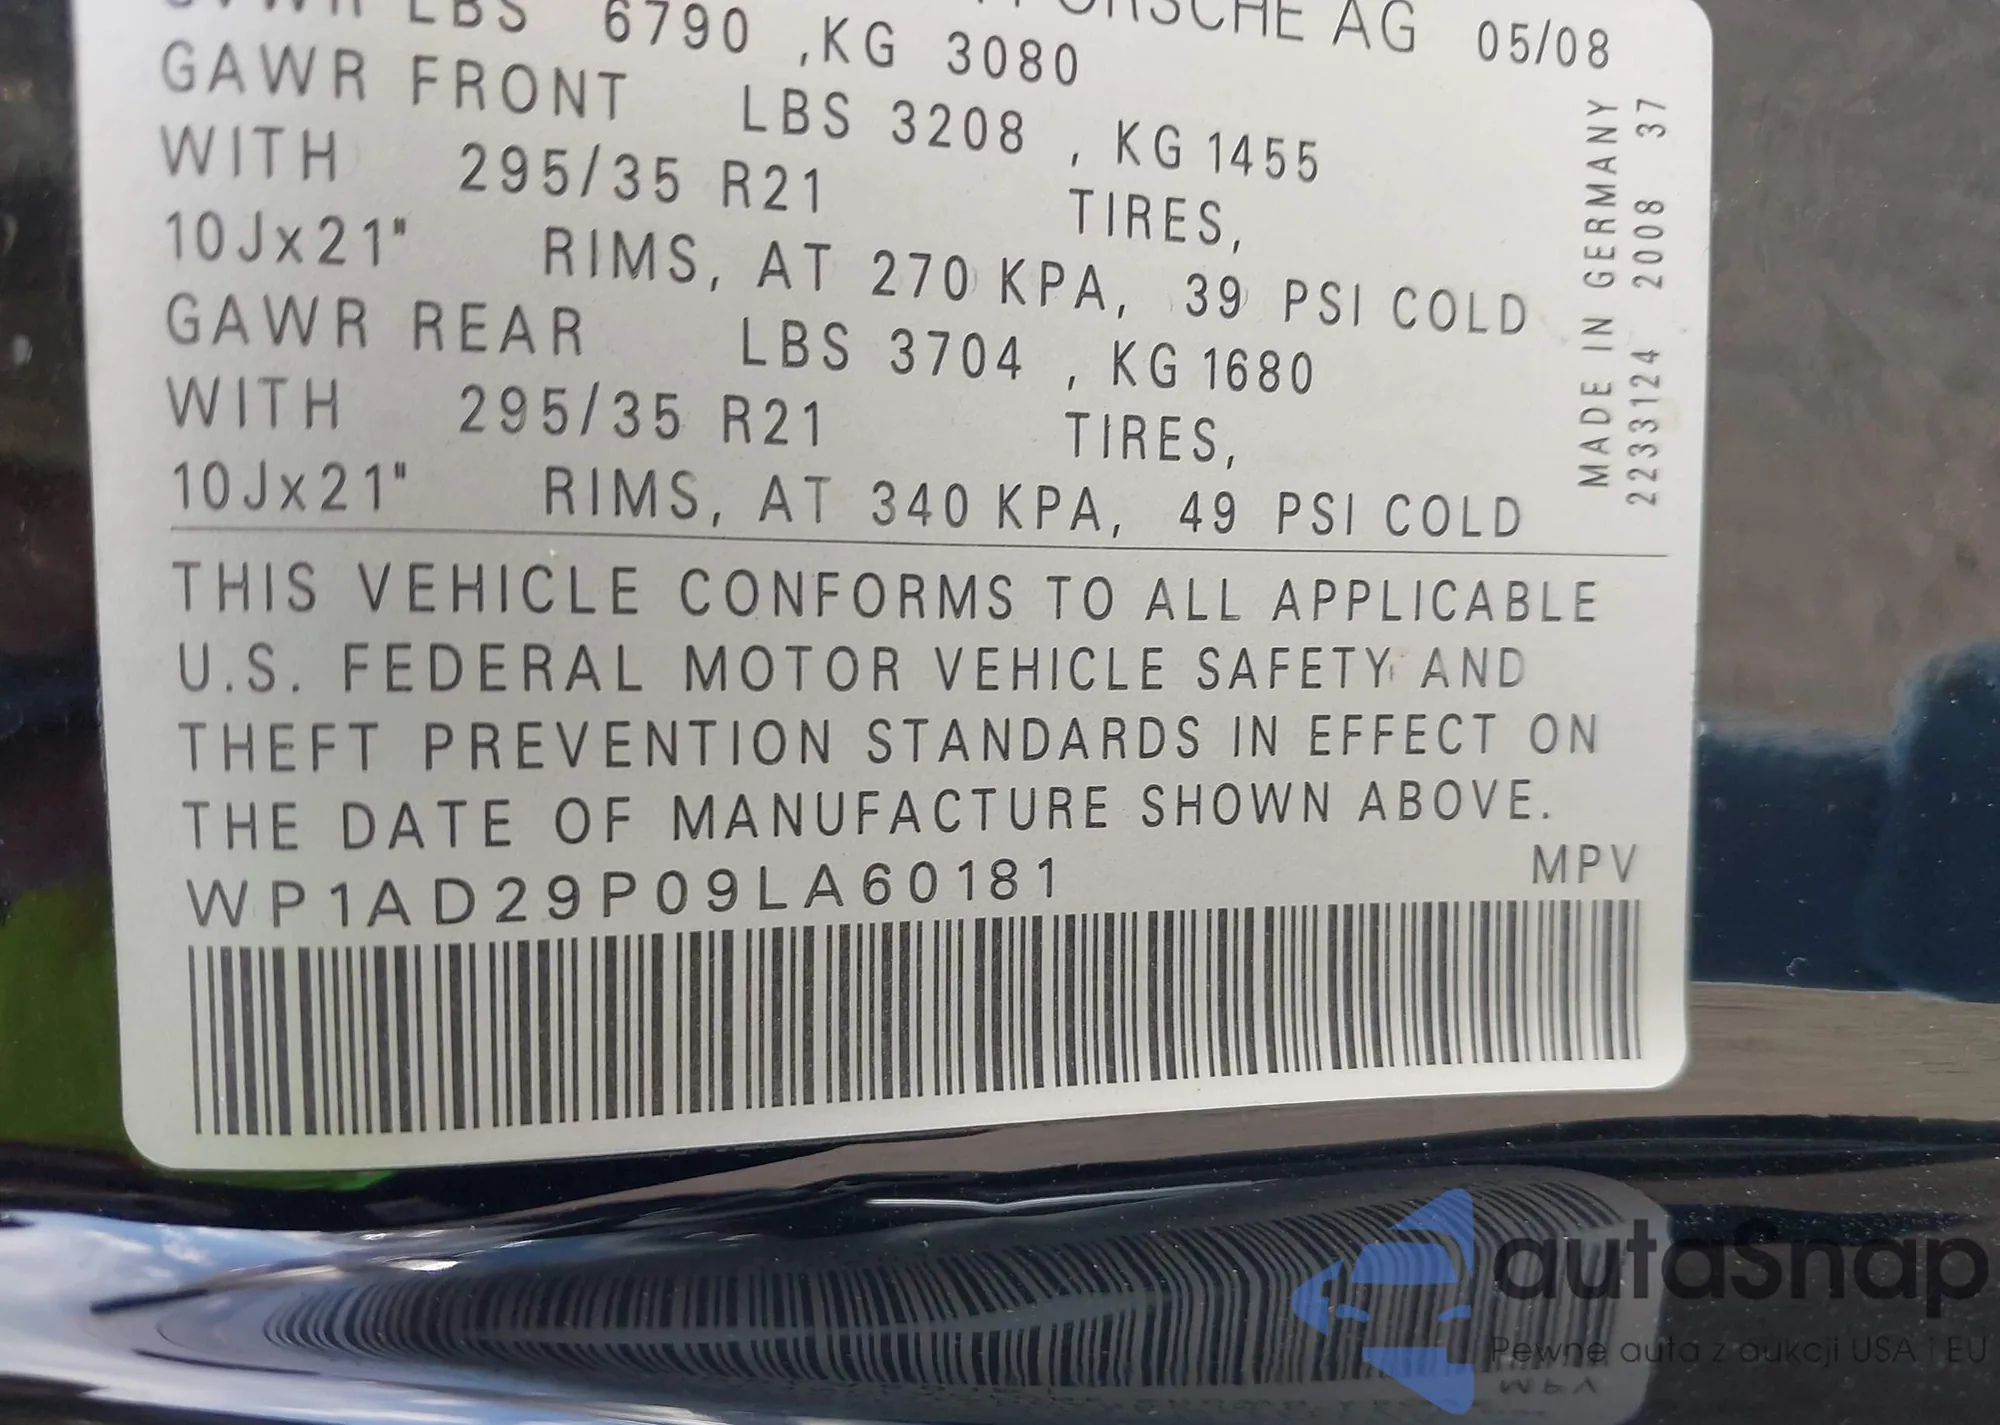 GVWR LBS 6790 ,KG 3080
PORSCHE AG 05/08
GAWR FRONT LBS 3208 , KG 1455
WITH 295/35 R21 TIRES,
10Jx21" RIMS, AT 270 KPA, 39 PSI COLD
GAWR REAR LBS 3704 , KG 1680
WITH 295/35 R21 TIRES,
10Jx21" RIMS, AT 340 KPA, 49 PSI COLD
MADE IN GERMANY
2233124 2008 37
THIS VEHICLE CONFORMS TO ALL APPLICABLE
U.S. FEDERAL MOTOR VEHICLE SAFETY AND
THEFT PREVENTION STANDARDS IN EFFECT ON
THE DATE OF MANUFACTURE SHOWN ABOVE.
WP1AD29P09LA60181
MPV
autaSnap
Pewne auta z aukcji USA i EU